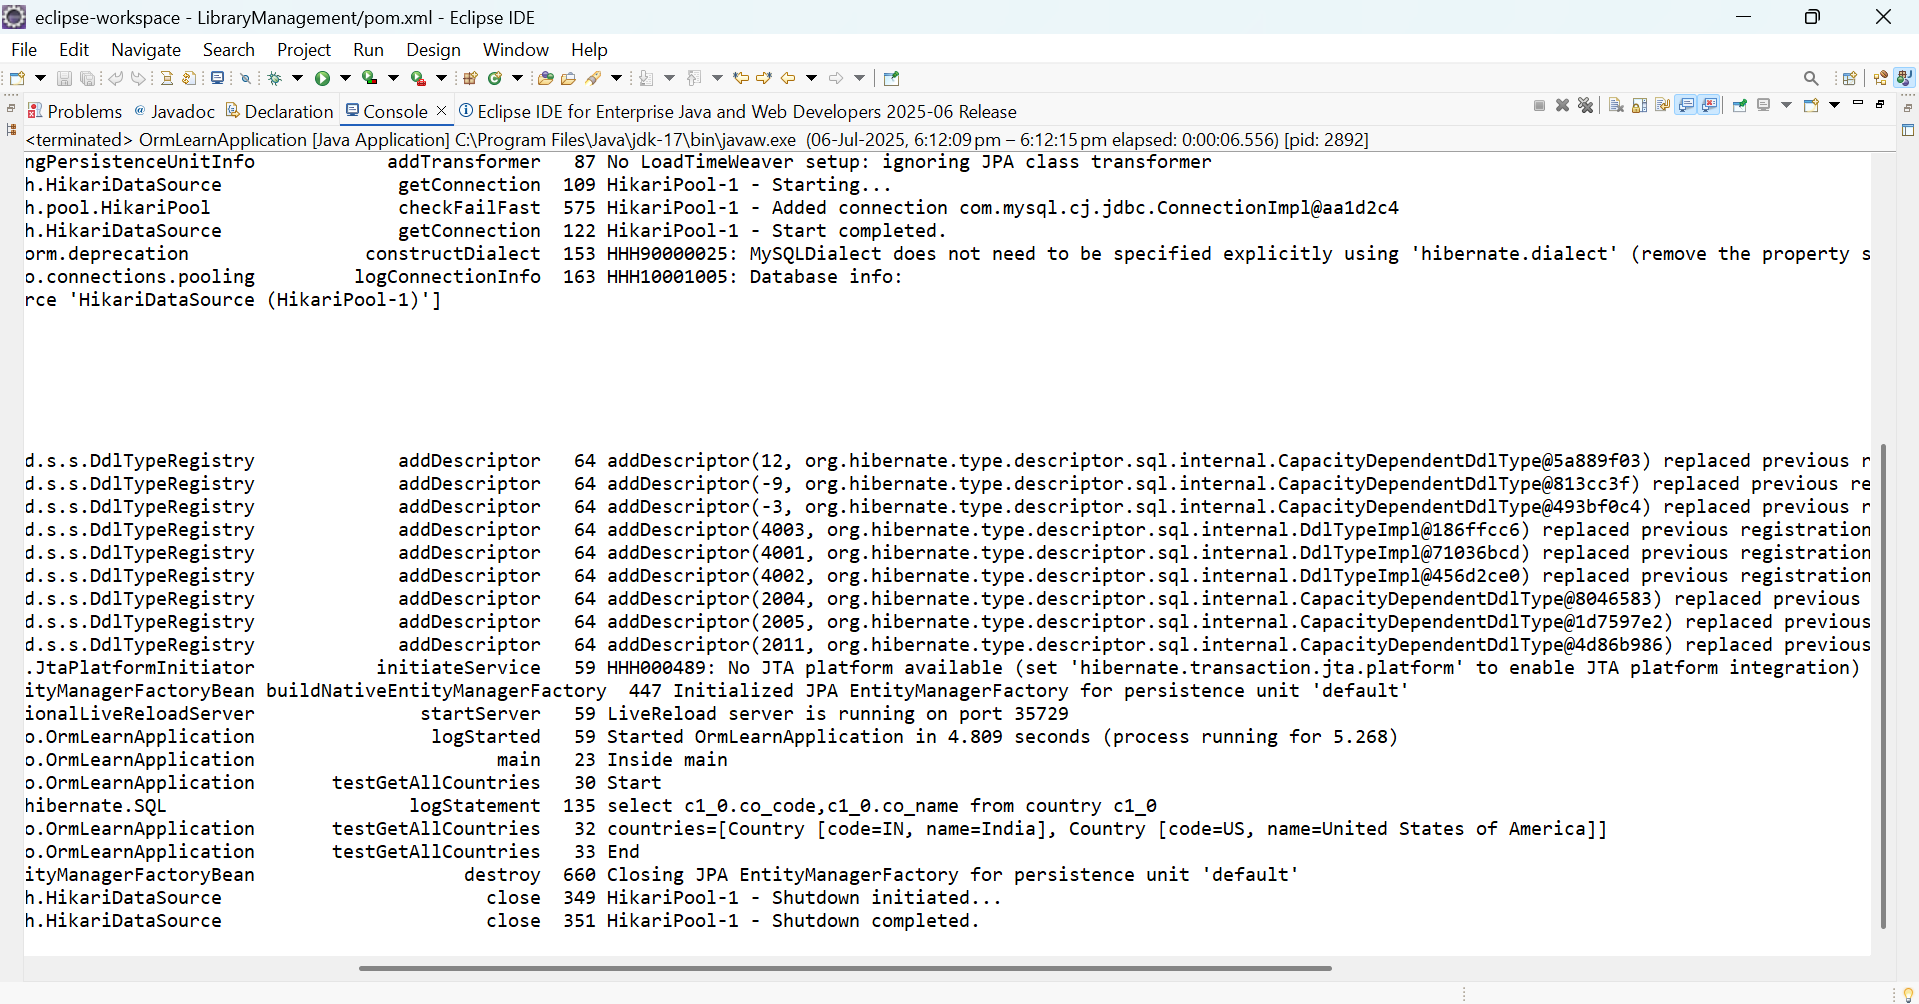 eclipse-workspace - LibraryManagement/pom.xml - Eclipse IDE
File Edit Navigate Search Project Run Design Window Help
Problems @ Javadoc Declaration Console Eclipse IDE for Enterprise Java and Web Developers 2025-06 Release
<terminated> OrmLearnApplication [Java Application] C:\Program Files\Java\jdk-17\bin\javaw.exe (06-Jul-2025, 6:12:09 pm – 6:12:15 pm elapsed: 0:00:06.556) [pid: 2892]
ngPersistenceUnitInfo addTransformer 87 No LoadTimeWeaver setup: ignoring JPA class transformer
h.HikariDataSource getConnection 109 HikariPool-1 - Starting...
h.pool.HikariPool checkFailFast 575 HikariPool-1 - Added connection com.mysql.cj.jdbc.ConnectionImpl@aa1d2c4
h.HikariDataSource getConnection 122 HikariPool-1 - Start completed.
orm.deprecation constructDialect 153 HHH90000025: MySQLDialect does not need to be specified explicitly using 'hibernate.dialect' (remove the property s
o.connections.pooling logConnectionInfo 163 HHH10001005: Database info:
rce 'HikariDataSource (HikariPool-1)']
d.s.s.DdlTypeRegistry addDescriptor 64 addDescriptor(12, org.hibernate.type.descriptor.sql.internal.CapacityDependentDdlType@5a889f03) replaced previous r
d.s.s.DdlTypeRegistry addDescriptor 64 addDescriptor(-9, org.hibernate.type.descriptor.sql.internal.CapacityDependentDdlType@813cc3f) replaced previous re
d.s.s.DdlTypeRegistry addDescriptor 64 addDescriptor(-3, org.hibernate.type.descriptor.sql.internal.CapacityDependentDdlType@493bf0c4) replaced previous r
d.s.s.DdlTypeRegistry addDescriptor 64 addDescriptor(4003, org.hibernate.type.descriptor.sql.internal.DdlTypeImpl@186ffcc6) replaced previous registration
d.s.s.DdlTypeRegistry addDescriptor 64 addDescriptor(4001, org.hibernate.type.descriptor.sql.internal.DdlTypeImpl@71036bcd) replaced previous registration
d.s.s.DdlTypeRegistry addDescriptor 64 addDescriptor(4002, org.hibernate.type.descriptor.sql.internal.DdlTypeImpl@456d2ce0) replaced previous registration
d.s.s.DdlTypeRegistry addDescriptor 64 addDescriptor(2004, org.hibernate.type.descriptor.sql.internal.CapacityDependentDdlType@8046583) replaced previous
d.s.s.DdlTypeRegistry addDescriptor 64 addDescriptor(2005, org.hibernate.type.descriptor.sql.internal.CapacityDependentDdlType@1d7597e2) replaced previous
d.s.s.DdlTypeRegistry addDescriptor 64 addDescriptor(2011, org.hibernate.type.descriptor.sql.internal.CapacityDependentDdlType@4d86b986) replaced previous
.JtaPlatformInitiator initiateService 59 HHH000489: No JTA platform available (set 'hibernate.transaction.jta.platform' to enable JTA platform integration)
ityManagerFactoryBean buildNativeEntityManagerFactory 447 Initialized JPA EntityManagerFactory for persistence unit 'default'
ionalLiveReloadServer startServer 59 LiveReload server is running on port 35729
o.OrmLearnApplication logStarted 59 Started OrmLearnApplication in 4.809 seconds (process running for 5.268)
o.OrmLearnApplication main 23 Inside main
o.OrmLearnApplication testGetAllCountries 30 Start
hibernate.SQL logStatement 135 select c1_0.co_code,c1_0.co_name from country c1_0
o.OrmLearnApplication testGetAllCountries 32 countries=[Country [code=IN, name=India], Country [code=US, name=United States of America]]
o.OrmLearnApplication testGetAllCountries 33 End
ityManagerFactoryBean destroy 660 Closing JPA EntityManagerFactory for persistence unit 'default'
h.HikariDataSource close 349 HikariPool-1 - Shutdown initiated...
h.HikariDataSource close 351 HikariPool-1 - Shutdown completed.